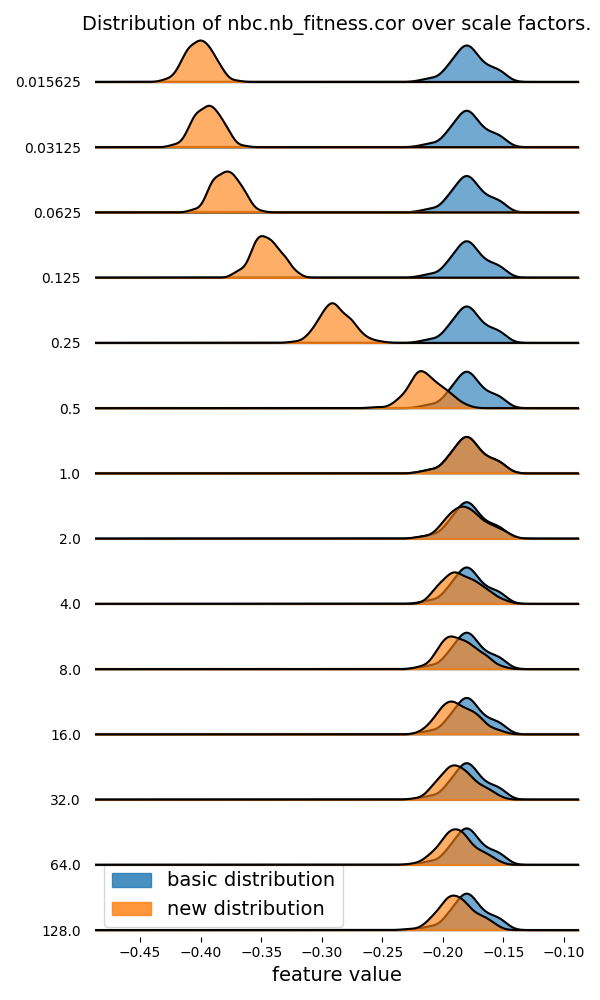 Distribution of nbc.nb_fitness.cor over scale factors.
0.015625
0.03125
0.0625
0.125
0.25
0.5
1.0
2.0
4.0
8.0
16.0
32.0
64.0
basic distribution
new distribution
128.0
−0.45 −0.40 −0.35 −0.30 −0.25 −0.20 −0.15 −0.10
feature value